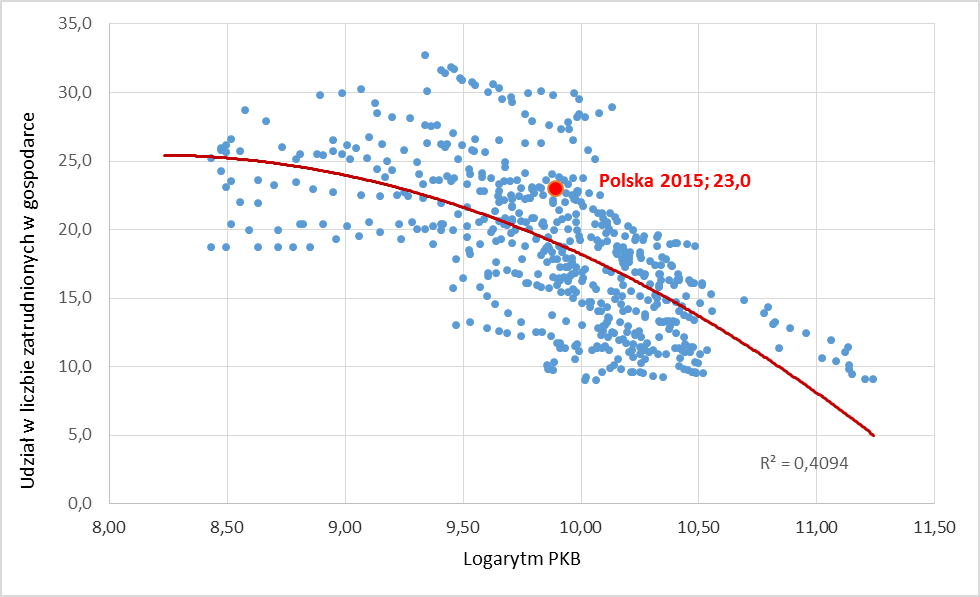 35,0
30,0
25,0
20,0
15,0
10,0
5,0
0,0
Udział w liczbie zatrudnionych w gospodarce
Polska 2015; 23,0
R² = 0,4094
8,00 8,50 9,00 9,50 10,00 10,50 11,00 11,50
Logarytm PKB